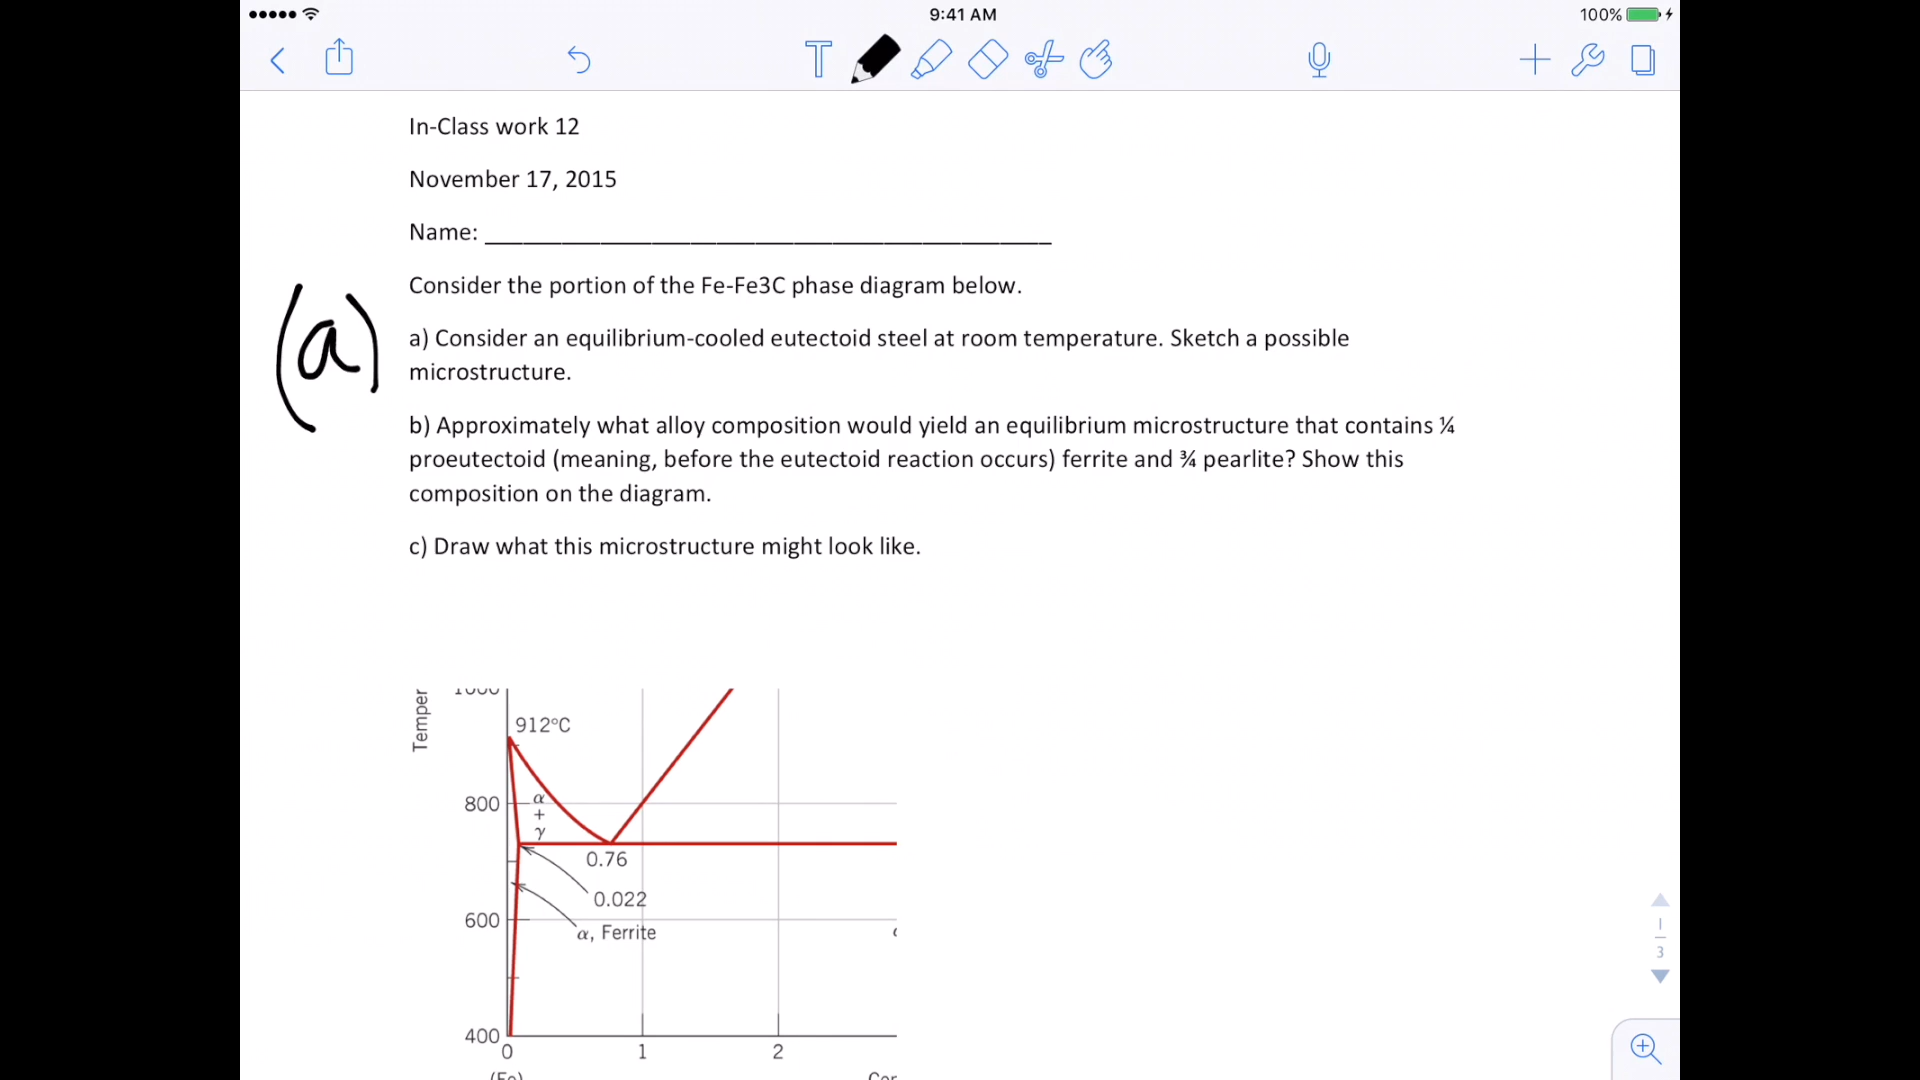 9:41 AM
100%
T
In-Class work 12
November 17, 2015
Name: ____________________________________________
Consider the portion of the Fe-Fe3C phase diagram below.
(a)
a) Consider an equilibrium-cooled eutectoid steel at room temperature. Sketch a possible
microstructure.
b) Approximately what alloy composition would yield an equilibrium microstructure that contains ¼
proeutectoid (meaning, before the eutectoid reaction occurs) ferrite and ¾ pearlite? Show this
composition on the diagram.
c) Draw what this microstructure might look like.
Temper
1000
912°C
800
α
+
γ
0.76
0.022
600
α, Ferrite
400
0
1
2
(Fe)
1
3